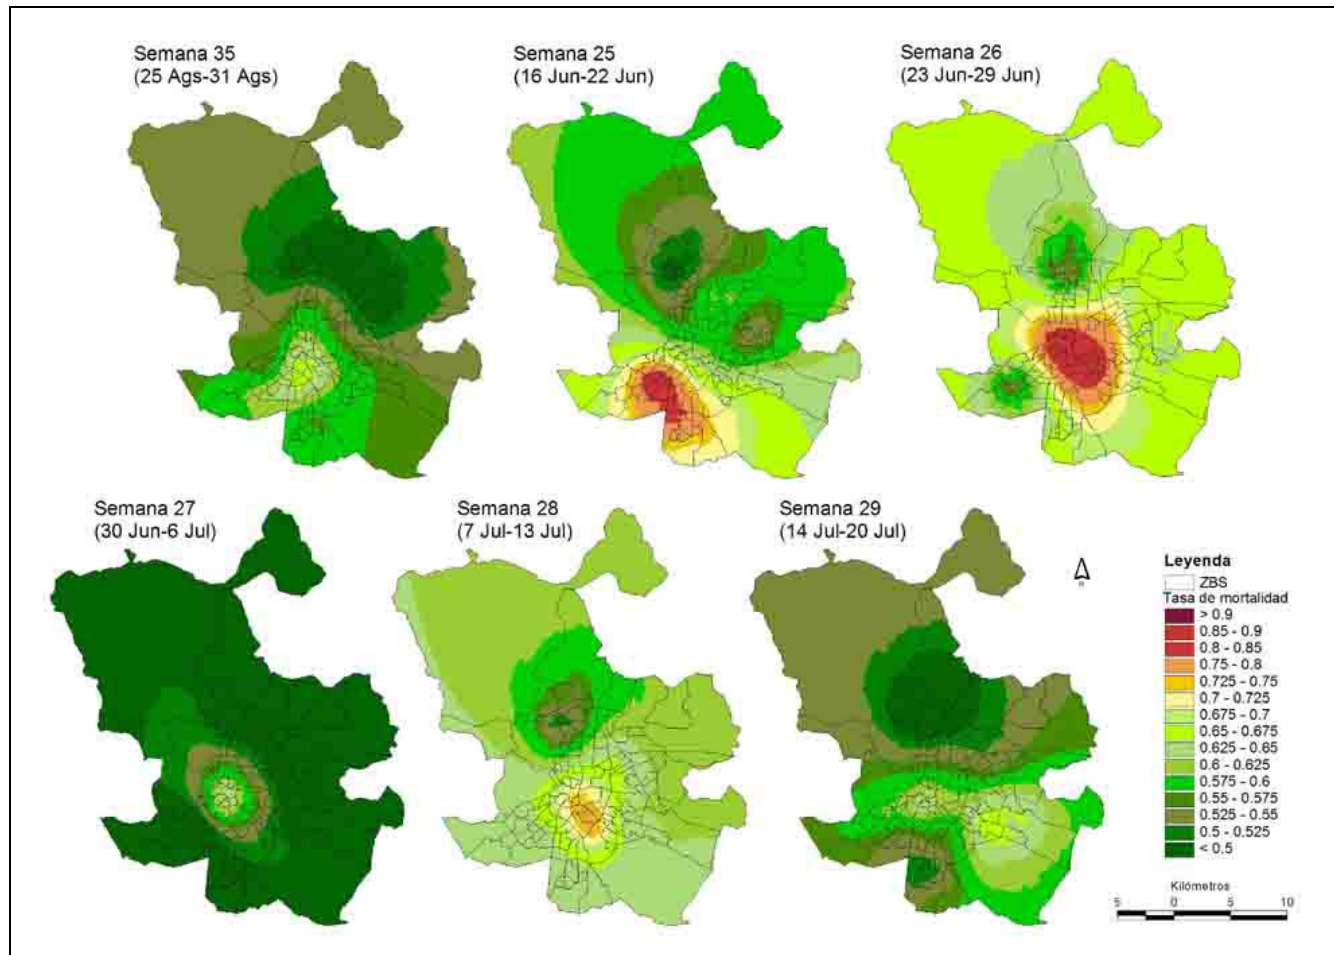 Semana 35
(25 Ags-31 Ags)
Semana 25
(16 Jun-22 Jun)
Semana 26
(23 Jun-29 Jun)
Semana 27
(30 Jun-6 Jul)
Semana 28
(7 Jul-13 Jul)
Semana 29
(14 Jul-20 Jul)
Leyenda
ZBS
Tasa de mortalidad
> 0.9
0.85 - 0.9
0.8 - 0.85
0.75 - 0.8
0.725 - 0.75
0.7 - 0.725
0.675 - 0.7
0.65 - 0.675
0.625 - 0.65
0.6 - 0.625
0.575 - 0.6
0.55 - 0.575
0.525 - 0.55
0.5 - 0.525
< 0.5
Kilómetros
5 0 5 10